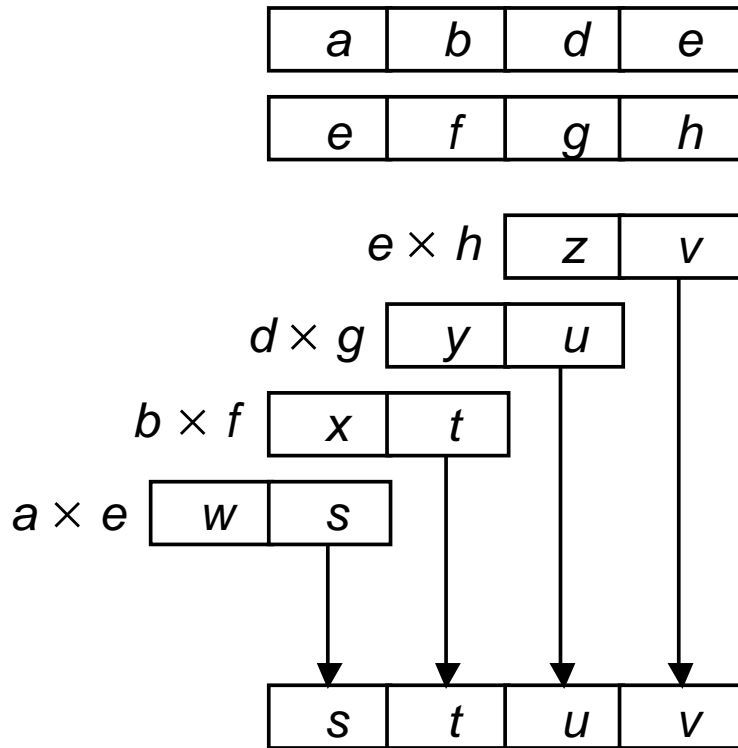 a b d e
e f g h
e × h z v
d × g y u
b × f x t
a × e w s
s t u v